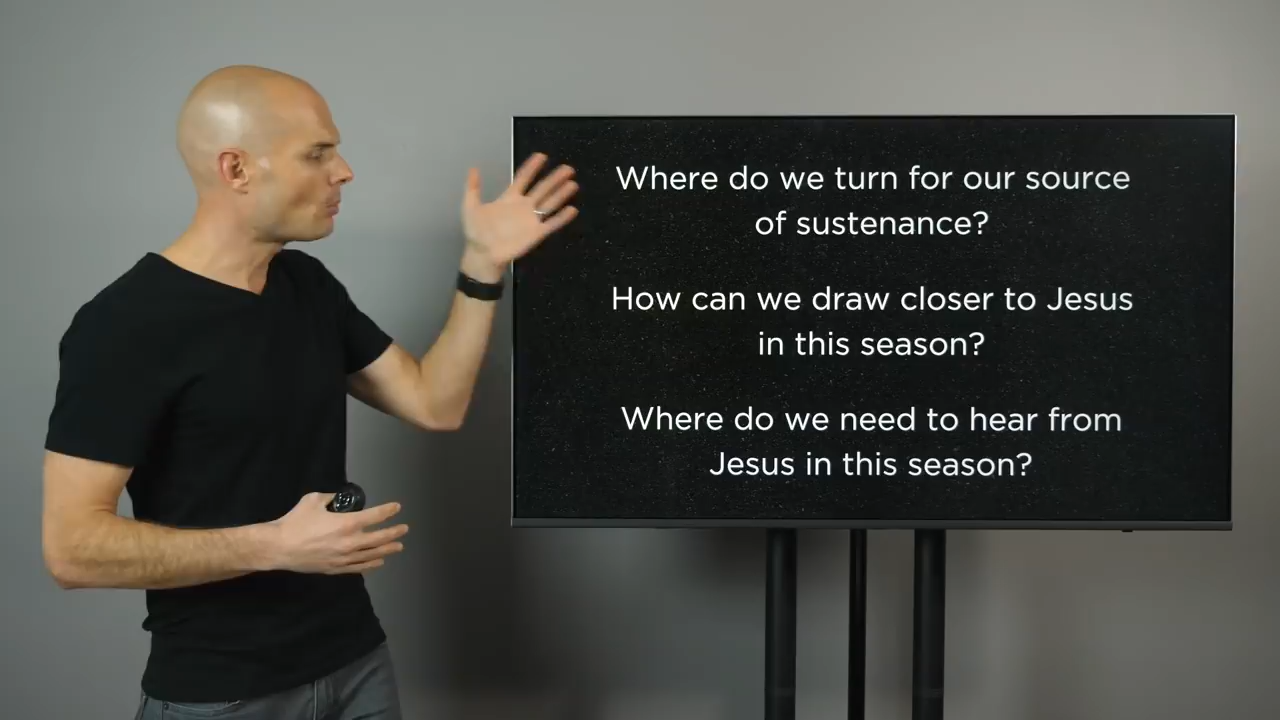 Where do we turn for our source
of sustenance?
How can we draw closer to Jesus
in this season?
Where do we need to hear from
Jesus in this season?